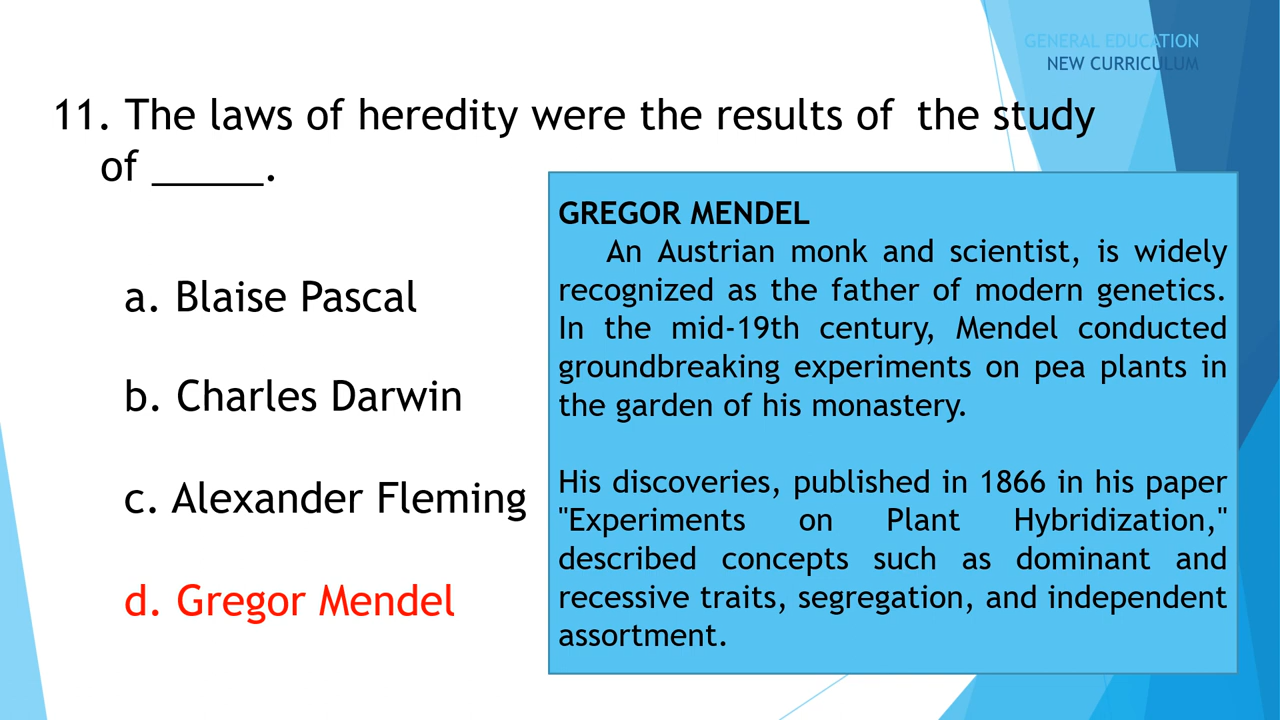 GENERAL EDUCATION
NEW CURRICULUM
11. The laws of heredity were the results of the study
of _____.
a. Blaise Pascal
b. Charles Darwin
c. Alexander Fleming
d. Gregor Mendel
GREGOR MENDEL
An Austrian monk and scientist, is widely
recognized as the father of modern genetics.
In the mid-19th century, Mendel conducted
groundbreaking experiments on pea plants in
the garden of his monastery.
His discoveries, published in 1866 in his paper
"Experiments on Plant Hybridization,"
described concepts such as dominant and
recessive traits, segregation, and independent
assortment.